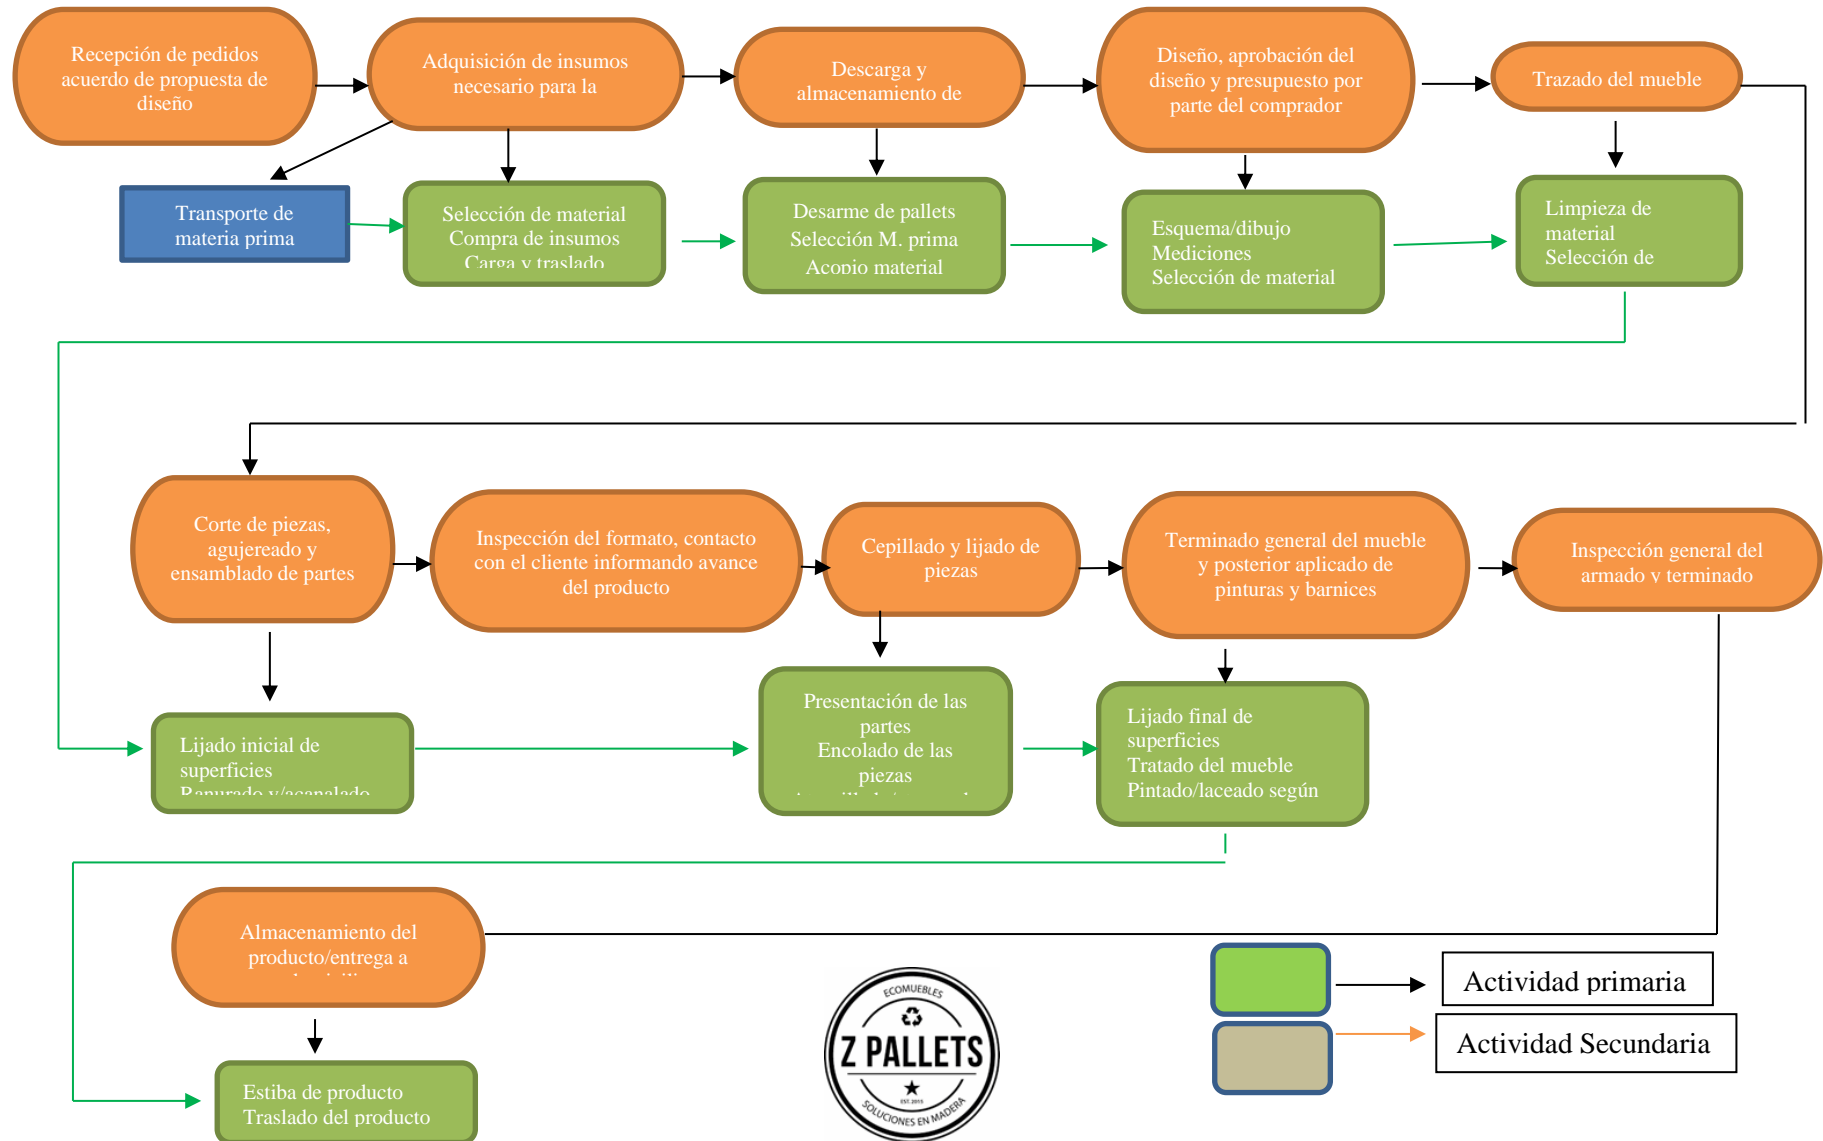 Recepción de pedidos
acuerdo de propuesta de
diseño
Adquisición de insumos
necesario para la
Descarga y
almacenamiento de
Diseño, aprobación del
diseño y presupuesto por
parte del comprador
Trazado del mueble
Transporte de
materia prima
Selección de material
Compra de insumos
Carga y traslado
Desarme de pallets
Selección M. prima
Acopio material
Esquema/dibujo
Mediciones
Selección de material
Limpieza de
material
Selección de
Corte de piezas,
agujereado y
ensamblado de partes
Inspección del formato, contacto
con el cliente informando avance
del producto
Cepillado y lijado de
piezas
Terminado general del mueble
y posterior aplicado de
pinturas y barnices
Inspección general del
armado y terminado
Lijado inicial de
superficies
Ranurado y/acanalado
Presentación de las
partes
Encolado de las
piezas
Lijado final de
superficies
Tratado del mueble
Pintado/laceado según
Almacenamiento del
producto/entrega a
Estiba de producto
Traslado del producto
ECOMUEBLES
Z PALLETS
EST. 2015
SOLUCIONES EN MADERA
Actividad primaria
Actividad Secundaria